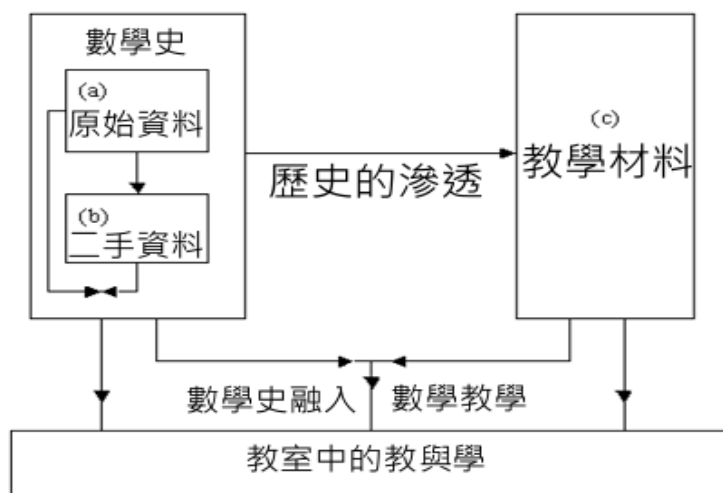 數學史
(a)
原始資料
(b)
二手資料
歷史的滲透
(c)
教學材料
數學史融入
數學教學
教室中的教與學